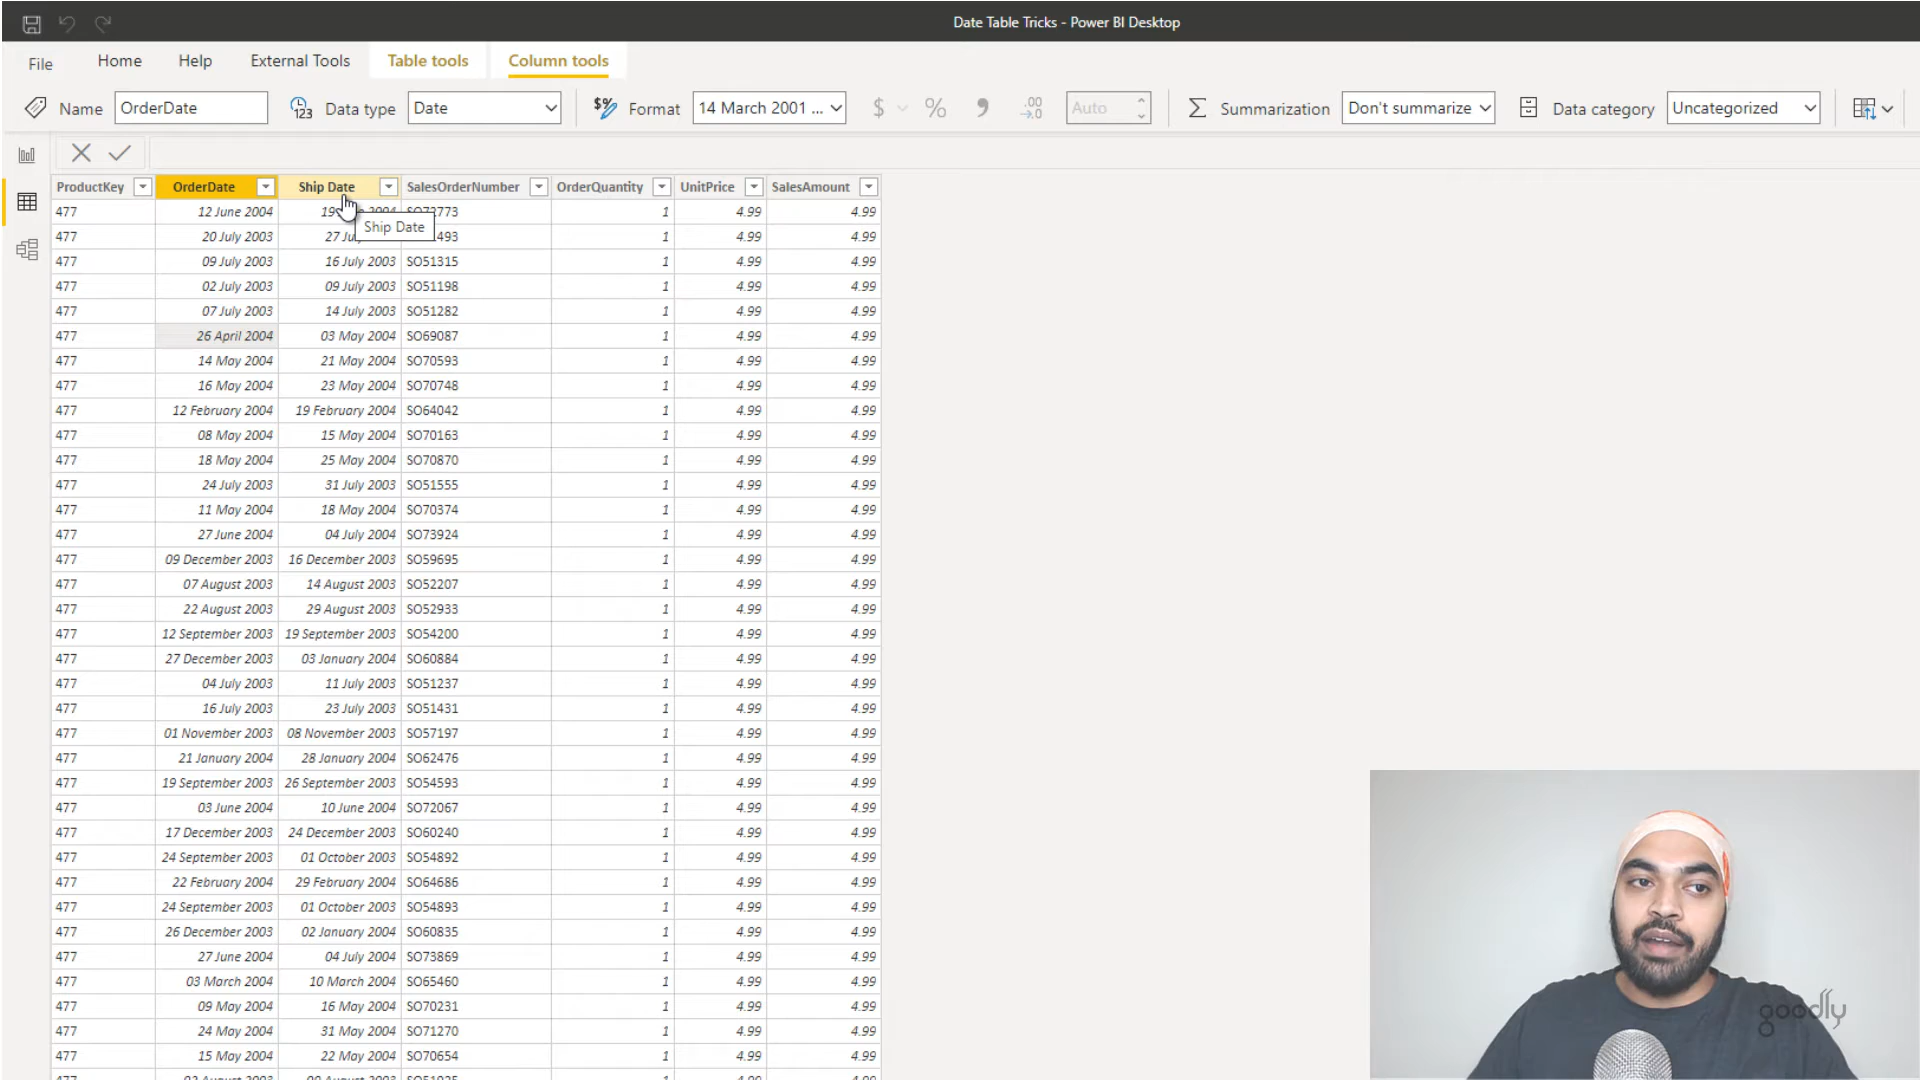 Date Table Tricks - Power BI Desktop
File Home Help External Tools Table tools Column tools
Name OrderDate Data type Date Format 14 March 2001 ... $ % Auto Summarization Don't summarize Data category Uncategorized
ProductKey OrderDate Ship Date SalesOrderNumber OrderQuantity UnitPrice SalesAmount
477 12 June 2004 1 4.99 4.99
Ship Date
477 20 July 2003 1 4.99 4.99
477 09 July 2003 16 July 2003 SO51315 1 4.99 4.99
477 02 July 2003 09 July 2003 SO51198 1 4.99 4.99
477 07 July 2003 14 July 2003 SO51282 1 4.99 4.99
477 26 April 2004 03 May 2004 SO69087 1 4.99 4.99
477 14 May 2004 21 May 2004 SO70593 1 4.99 4.99
477 16 May 2004 23 May 2004 SO70748 1 4.99 4.99
477 12 February 2004 19 February 2004 SO64042 1 4.99 4.99
477 08 May 2004 15 May 2004 SO70163 1 4.99 4.99
477 18 May 2004 25 May 2004 SO70870 1 4.99 4.99
477 24 July 2003 31 July 2003 SO51555 1 4.99 4.99
477 11 May 2004 18 May 2004 SO70374 1 4.99 4.99
477 27 June 2004 04 July 2004 SO73924 1 4.99 4.99
477 09 December 2003 16 December 2003 SO59695 1 4.99 4.99
477 07 August 2003 14 August 2003 SO52207 1 4.99 4.99
477 22 August 2003 29 August 2003 SO52933 1 4.99 4.99
477 12 September 2003 19 September 2003 SO54200 1 4.99 4.99
477 27 December 2003 03 January 2004 SO60884 1 4.99 4.99
477 04 July 2003 11 July 2003 SO51237 1 4.99 4.99
477 16 July 2003 23 July 2003 SO51431 1 4.99 4.99
477 01 November 2003 08 November 2003 SO57197 1 4.99 4.99
477 21 January 2004 28 January 2004 SO62476 1 4.99 4.99
477 19 September 2003 26 September 2003 SO54593 1 4.99 4.99
477 03 June 2004 10 June 2004 SO72067 1 4.99 4.99
477 17 December 2003 24 December 2003 SO60240 1 4.99 4.99
477 24 September 2003 01 October 2003 SO54892 1 4.99 4.99
477 22 February 2004 29 February 2004 SO64686 1 4.99 4.99
477 24 September 2003 01 October 2003 SO54893 1 4.99 4.99
477 26 December 2003 02 January 2004 SO60835 1 4.99 4.99
477 27 June 2004 04 July 2004 SO73869 1 4.99 4.99
477 03 March 2004 10 March 2004 SO65460 1 4.99 4.99
477 09 May 2004 16 May 2004 SO70231 1 4.99 4.99
477 24 May 2004 31 May 2004 SO71270 1 4.99 4.99
477 15 May 2004 22 May 2004 SO70654 1 4.99 4.99
goodly